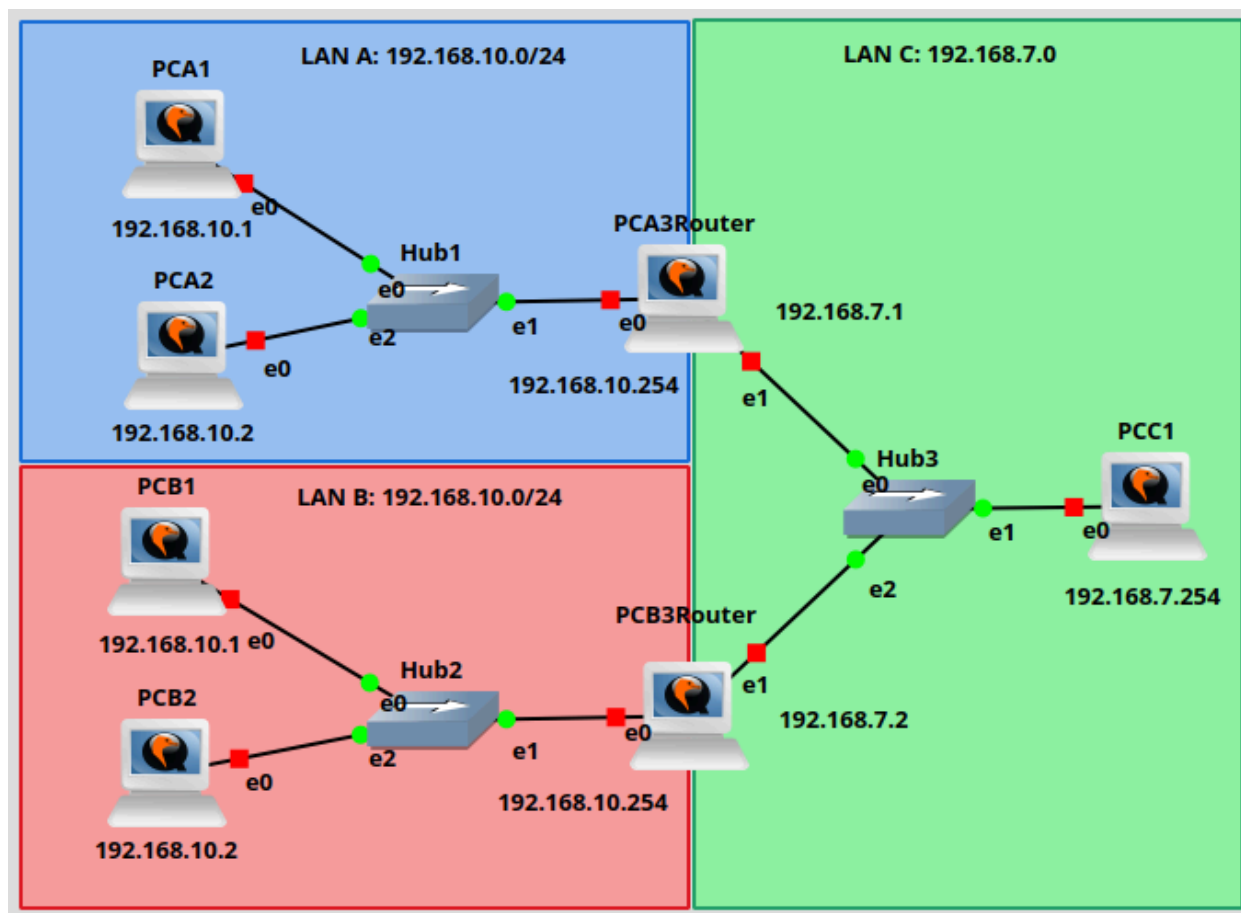 LAN A: 192.168.10.0/24
LAN C: 192.168.7.0
PCA1
e0
192.168.10.1
PCA2
e0
192.168.10.2
Hub1
e0
e2
e1
PCA3Router
e0
192.168.10.254
192.168.7.1
e1
LAN B: 192.168.10.0/24
PCB1
192.168.10.1
e0
PCB2
e0
192.168.10.2
Hub2
e0
e2
e1
PCB3Router
e0
192.168.10.254
e1
192.168.7.2
Hub3
e0
e1
e2
PCC1
e0
192.168.7.254